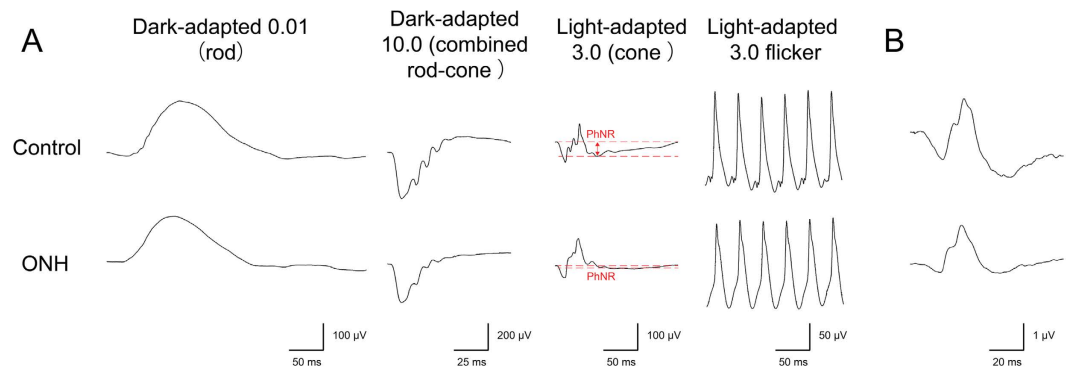 A
Dark-adapted 0.01
（rod）
Dark-adapted
10.0 (combined
rod-cone ）
Light-adapted
3.0 (cone ）
Light-adapted
3.0 flicker
B
Control
PhNR
ONH
PhNR
100 μV
50 ms
200 μV
25 ms
100 μV
50 ms
50 μV
50 ms
1 μV
20 ms